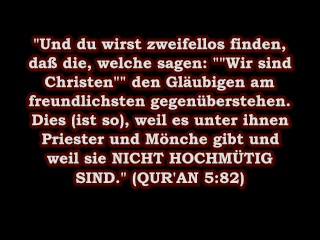 "Und du wirst zweifellos finden,
daß die, welche sagen: ""Wir sind
Christen"" den Gläubigen am
freundlichsten gegenüberstehen.
Dies (ist so), weil es unter ihnen
Priester und Mönche gibt und
weil sie NICHT HOCHMÜTIG
SIND." (QUR'AN 5:82)